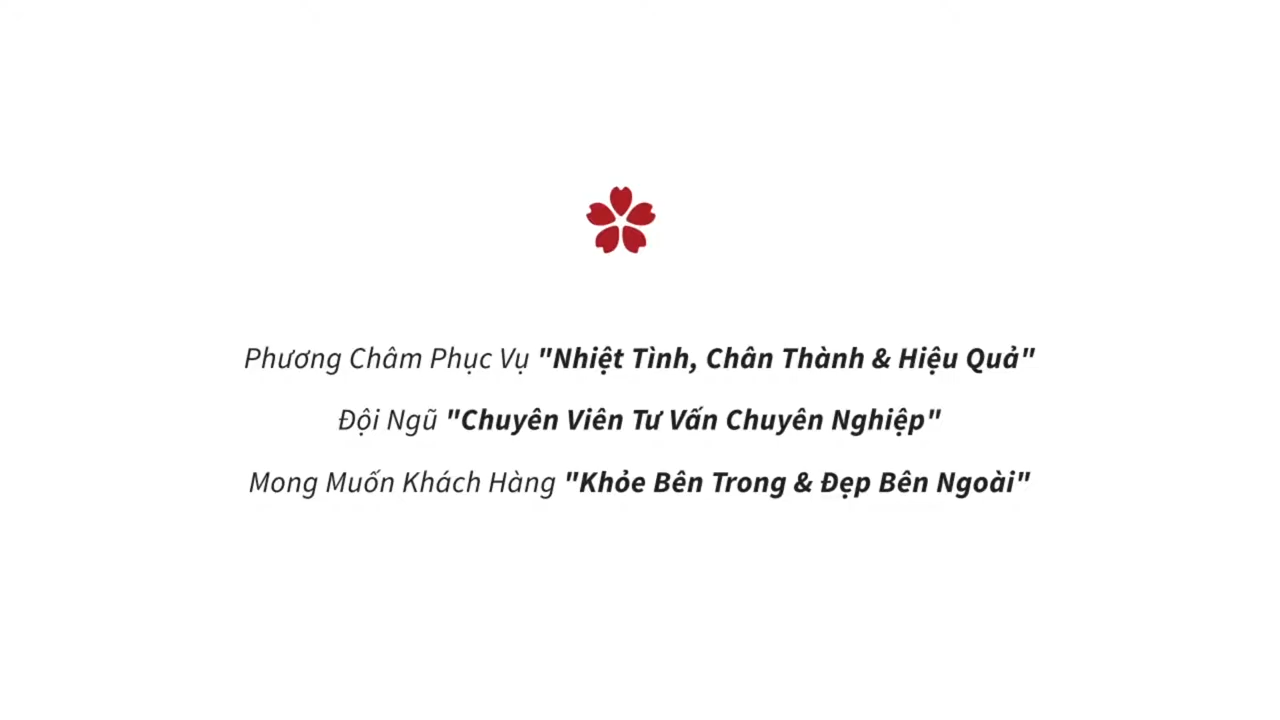 Phương Châm Phục Vụ "Nhiệt Tình, Chân Thành & Hiệu Quả"
Đội Ngũ "Chuyên Viên Tư Vấn Chuyên Nghiệp"
Mong Muốn Khách Hàng "Khỏe Bên Trong & Đẹp Bên Ngoài"